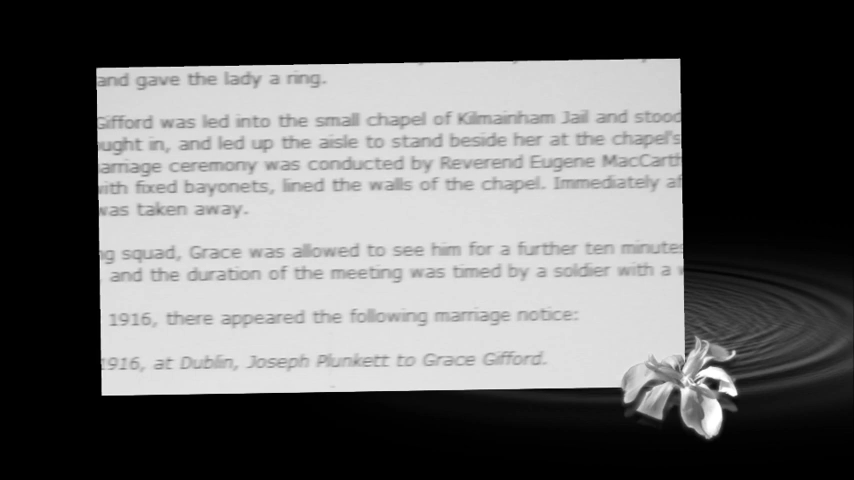 and gave the lady a ring.
Gifford was led into the small chapel of Kilmainham Jail and stood
ught in, and led up the aisle to stand beside her at the chapel's
arriage ceremony was conducted by Reverend Eugene MacCarth
with fixed bayonets, lined the walls of the chapel. Immediately af
was taken away.
ng squad, Grace was allowed to see him for a further ten minutes
, and the duration of the meeting was timed by a soldier with a
1916, there appeared the following marriage notice:
1916, at Dublin, Joseph Plunkett to Grace Gifford.